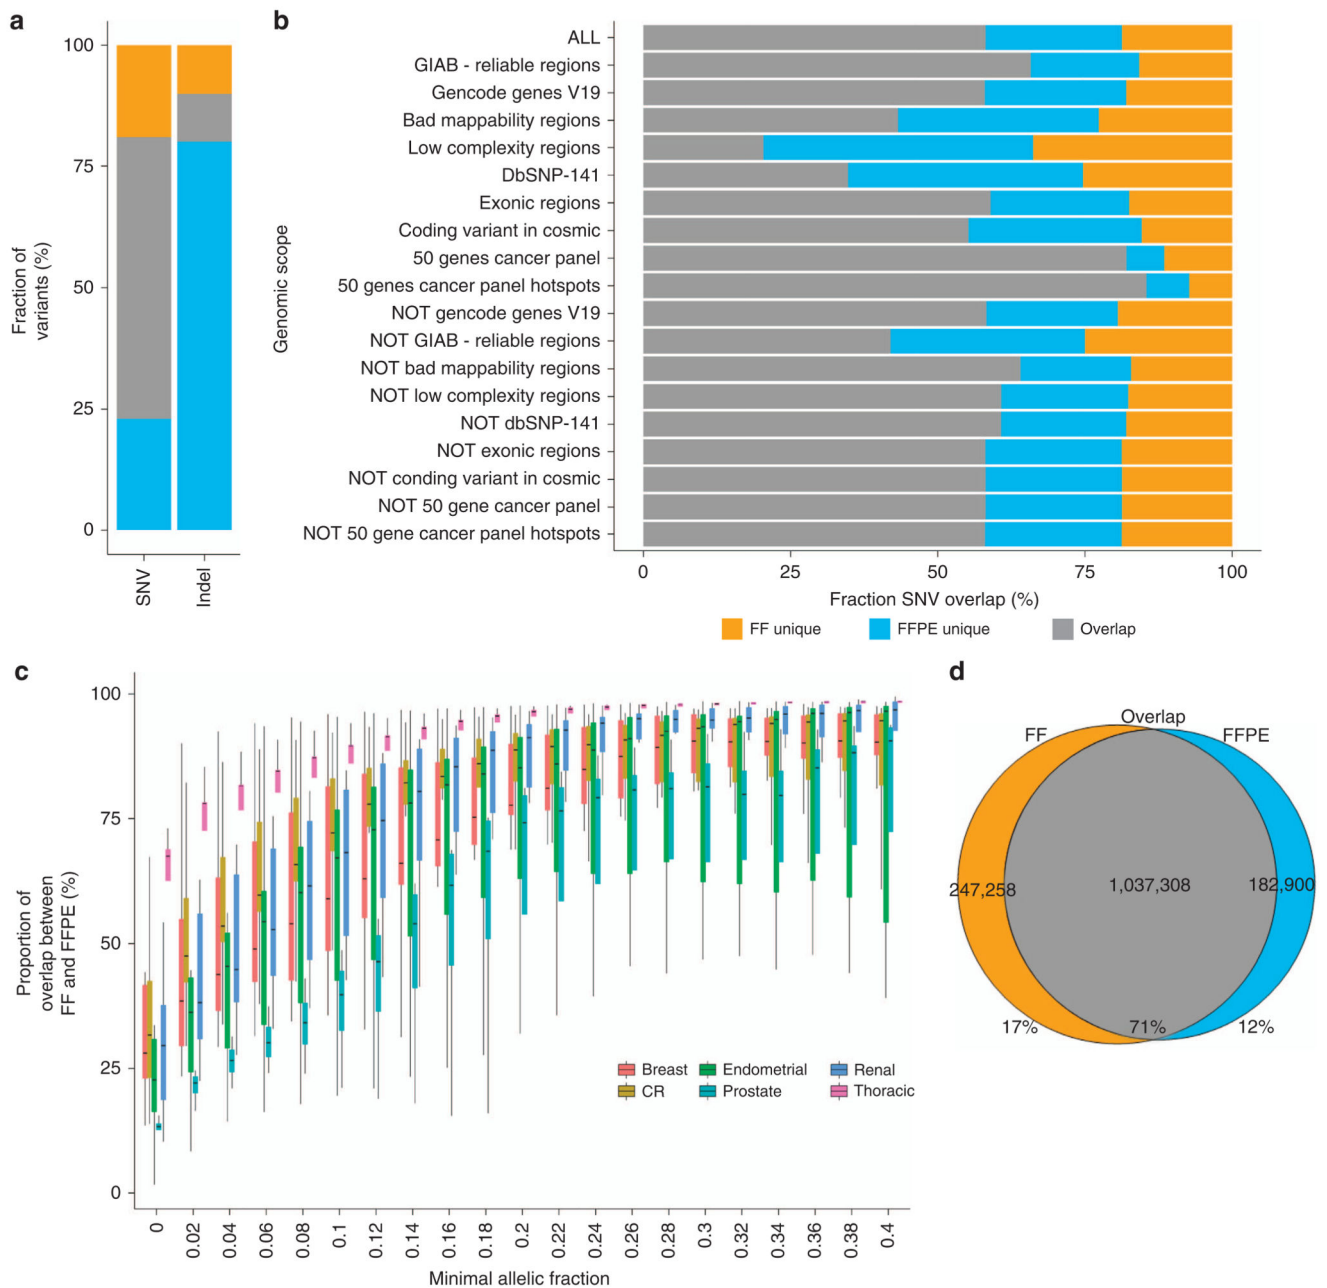 a
100
75
50
25
0
Fraction of
variants (%)
SNV
Indel
b
Genomic scope
ALL
GIAB - reliable regions
Gencode genes V19
Bad mappability regions
Low complexity regions
DbSNP-141
Exonic regions
Coding variant in cosmic
50 genes cancer panel
50 genes cancer panel hotspots
NOT gencode genes V19
NOT GIAB - reliable regions
NOT bad mappability regions
NOT low complexity regions
NOT dbSNP-141
NOT exonic regions
NOT conding variant in cosmic
NOT 50 gene cancer panel
NOT 50 gene cancer panel hotspots
0 25 50 75 100
Fraction SNV overlap (%)
FF unique FFPE unique Overlap
c
100
75
50
25
0
Proportion of
overlap between
FF and FFPE (%)
Breast Endometrial Renal
CR Prostate Thoracic
0 0.02 0.04 0.06 0.08 0.1 0.12 0.14 0.16 0.18 0.2 0.22 0.24 0.26 0.28 0.3 0.32 0.34 0.36 0.38 0.4
Minimal allelic fraction
d
Overlap
FF FFPE
247,258 1,037,308 182,900
17% 71% 12%